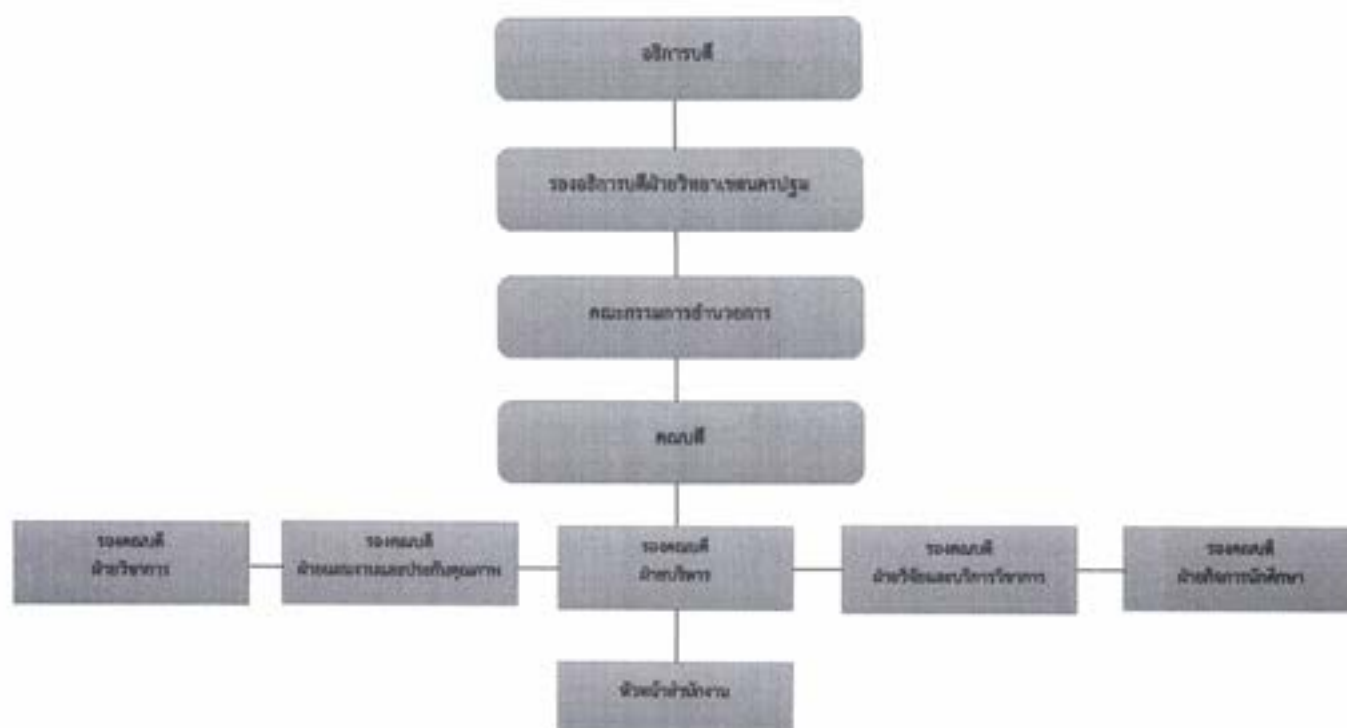 อธิการบดี
รองอธิการบดีฝ่ายวิทยาเขตนครปฐม
คณะกรรมการอำนวยการ
คณบดี
รองคณบดี
ฝ่ายวิชาการ
รองคณบดี
ฝ่ายแผนงานและประกันคุณภาพ
รองคณบดี
ฝ่ายบริหาร
รองคณบดี
ฝ่ายวิจัยและบริการวิชาการ
รองคณบดี
ฝ่ายกิจการนักศึกษา
หัวหน้าสำนักงาน